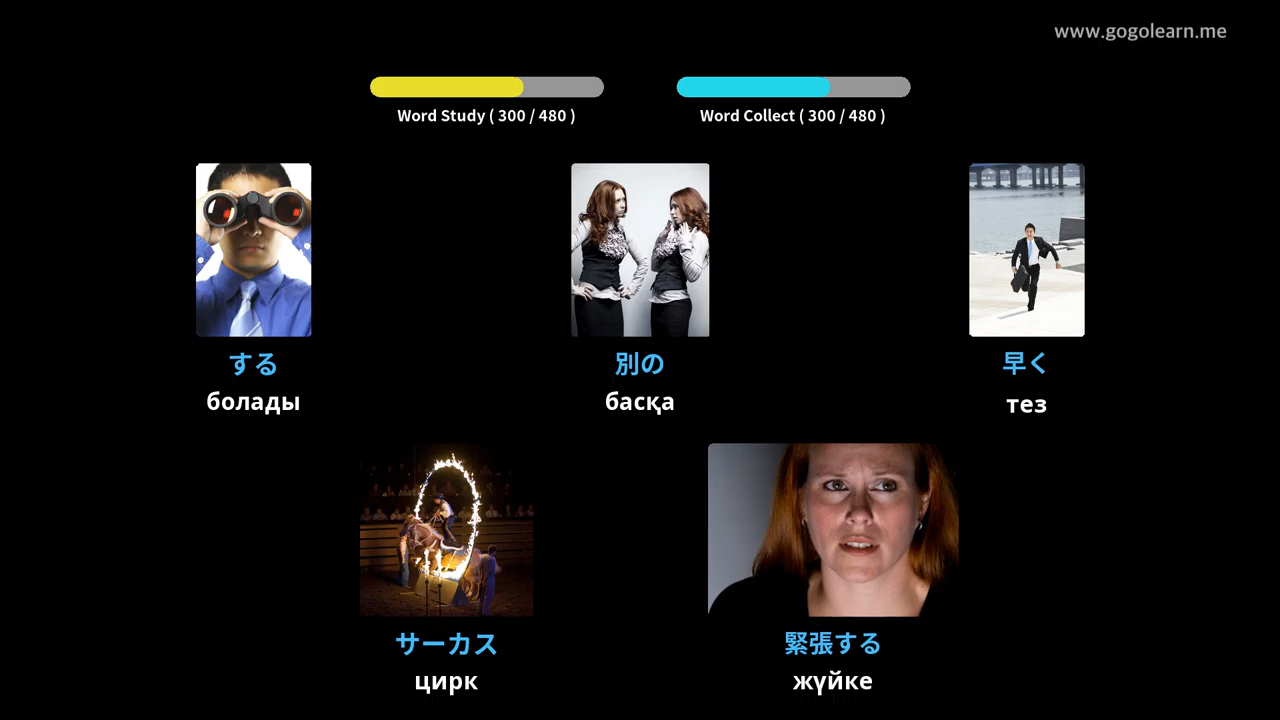 www.gogolearn.me
Word Study ( 300 / 480 )
Word Collect ( 300 / 480 )
する
болады
別の
басқа
早く
тез
サーカス
цирк
緊張する
жүйке